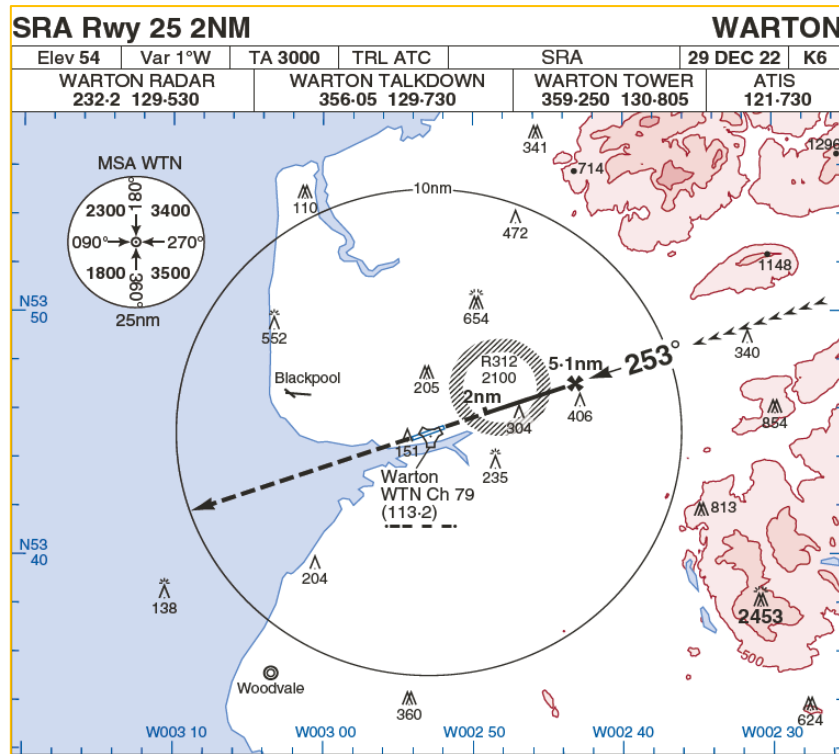 SRA Rwy 25 2NM WARTON
Elev 54 Var 1°W TA 3000 TRL ATC SRA 29 DEC 22 K6
WARTON RADAR WARTON TALKDOWN WARTON TOWER ATIS
232·2 129·530 356·05 129·730 359·250 130·805 121·730
MSA WTN
180°
2300 3400
090° 270°
1800 3500
360°
25nm
341
1296
714
110
10nm
472
1148
N53
50
654
552
253°
340
R312
2100
5·1nm
Blackpool
205
2nm
406
854
304
151
235
Warton
WTN Ch 79
(113·2)
813
N53
40
204
138
2453
500
Woodvale
360
624
W003 10 W003 00 W002 50 W002 40 W002 30